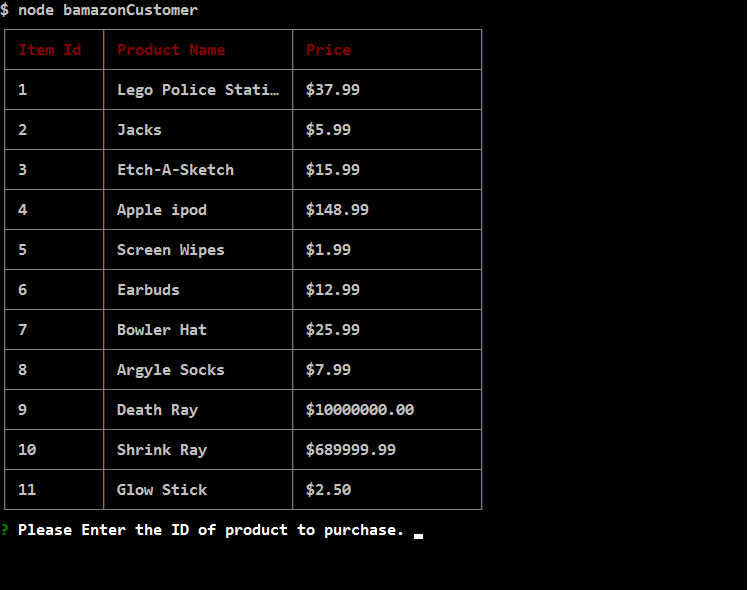 $ node bamazonCustomer
Item Id Product Name Price
1 Lego Police Stati… $37.99
2 Jacks $5.99
3 Etch-A-Sketch $15.99
4 Apple ipod $148.99
5 Screen Wipes $1.99
6 Earbuds $12.99
7 Bowler Hat $25.99
8 Argyle Socks $7.99
9 Death Ray $10000000.00
10 Shrink Ray $689999.99
11 Glow Stick $2.50
? Please Enter the ID of product to purchase.